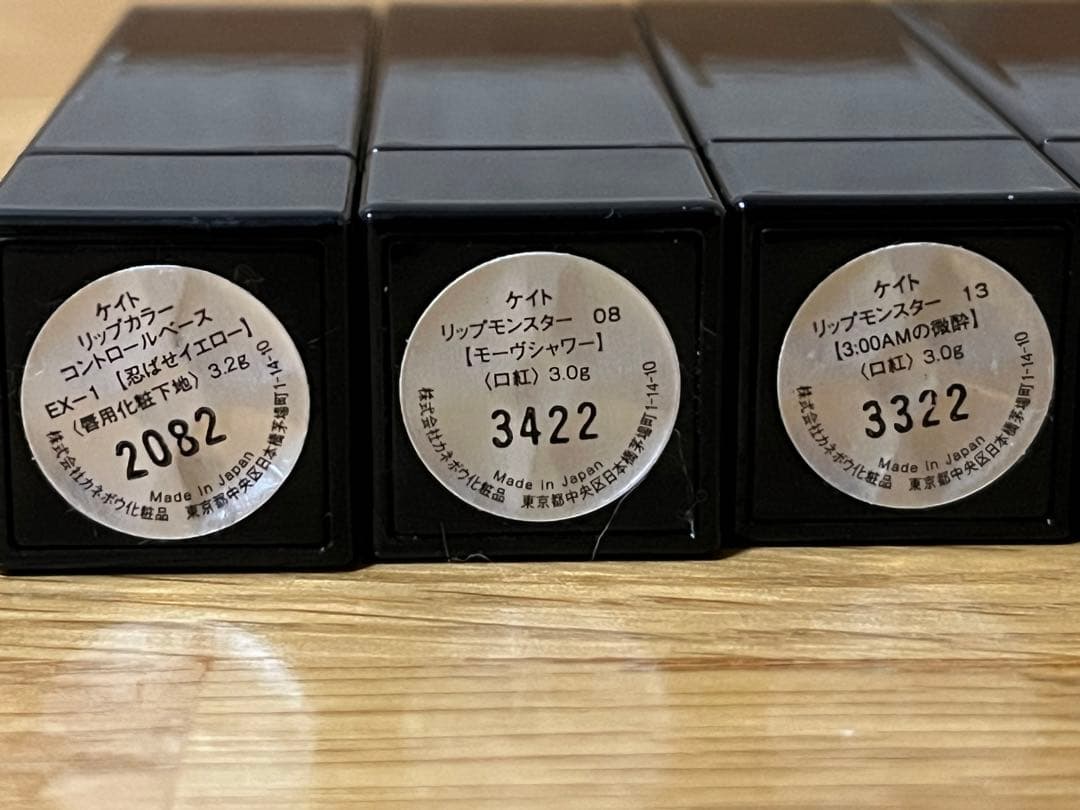 ケイト
リップカラー
コントロールベース
EX-1 【忍ばせイエロー】
〈唇用化粧下地〉 3.2g
2082
Made in Japan
株式会社カネボウ化粧品 東京都中央区日本橋茅場町1-14-10
ケイト
リップモンスター 08
【モーヴシャワー】
〈口紅〉 3.0g
3422
Made in Japan
株式会社カネボウ化粧品 東京都中央区日本橋茅場町1-14-10
ケイト
リップモンスター 13
【3:00AMの微酔】
〈口紅〉 3.0g
3322
Made in Japan
株式会社カネボウ化粧品 東京都中央区日本橋茅場町1-14-10